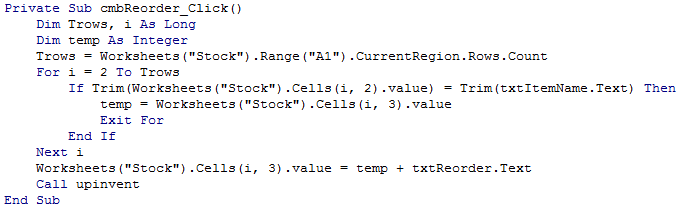 Private Sub cmbReorder_Click()
    Dim Trows, i As Long
    Dim temp As Integer
    Trows = Worksheets("Stock").Range("A1").CurrentRegion.Rows.Count
    For i = 2 To Trows
        If Trim(Worksheets("Stock").Cells(i, 2).value) = Trim(txtItemName.Text) Then
            temp = Worksheets("Stock").Cells(i, 3).value
            Exit For
        End If
    Next i
    Worksheets("Stock").Cells(i, 3).value = temp + txtReorder.Text
    Call upinvent
End Sub